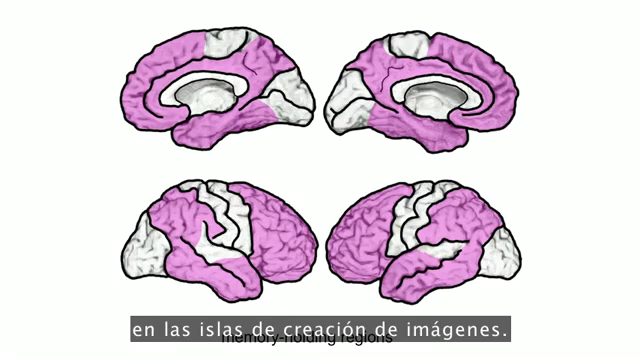 en las islas de creación de imágenes.
memory-holding regions